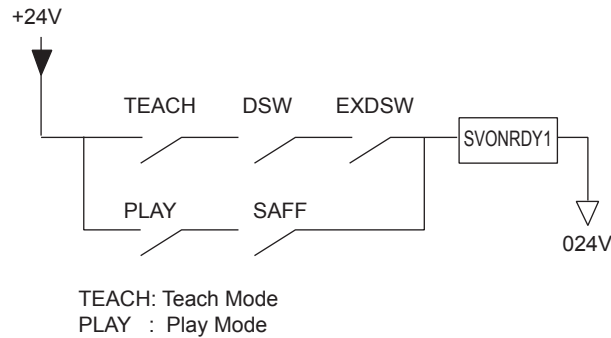 +24V
TEACH DSW EXDSW
SVONRDY1
PLAY SAFF
024V
TEACH: Teach Mode
PLAY : Play Mode